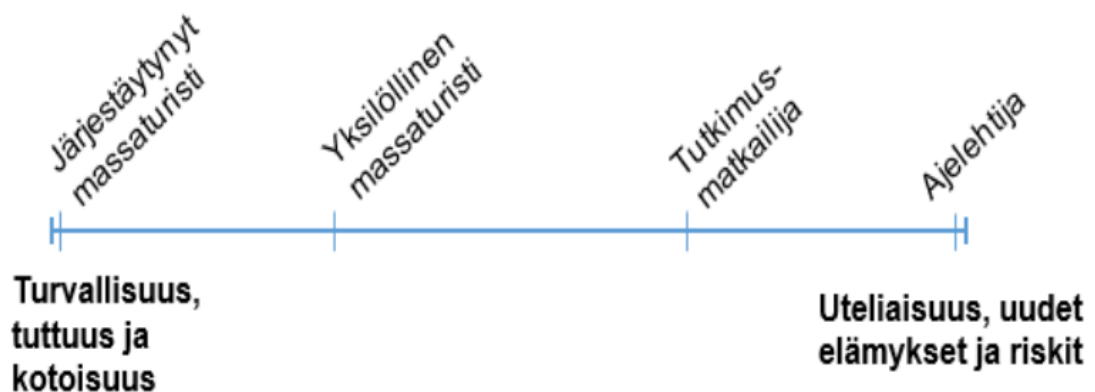 Järjestäytynyt
massaturisti
Yksilöllinen
massaturisti
Tutkimus-
matkailija
Ajelehtija
Turvallisuus,
tuttuus ja
kotoisuus
Uteliaisuus, uudet
elämykset ja riskit